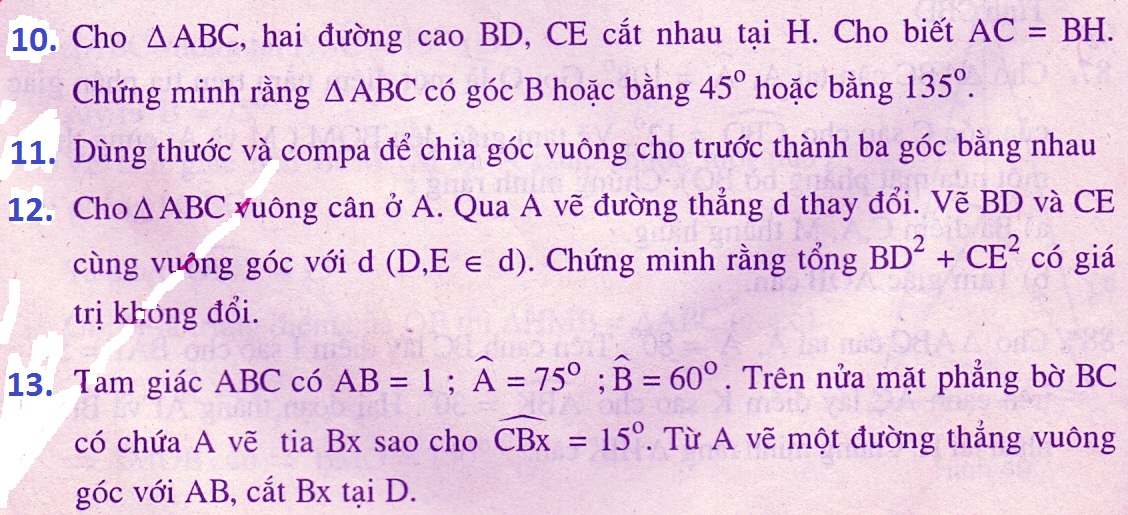 10. Cho Δ ABC, hai đường cao BD, CE cắt nhau tại H. Cho biết AC = BH.
Chứng minh rằng Δ ABC có góc B hoặc bằng 45° hoặc bằng 135°.
11. Dùng thước và compa để chia góc vuông cho trước thành ba góc bằng nhau
12. Cho Δ ABC vuông cân ở A. Qua A vẽ đường thẳng d thay đổi. Vẽ BD và CE
cùng vuông góc với d (D,E ∈ d). Chứng minh rằng tổng BD² + CE² có giá
trị không đổi.
13. Tam giác ABC có AB = 1 ; Â = 75° ; B̂ = 60°. Trên nửa mặt phẳng bờ BC
có chứa A vẽ tia Bx sao cho \widehat{CBx} = 15°. Từ A vẽ một đường thẳng vuông
góc với AB, cắt Bx tại D.